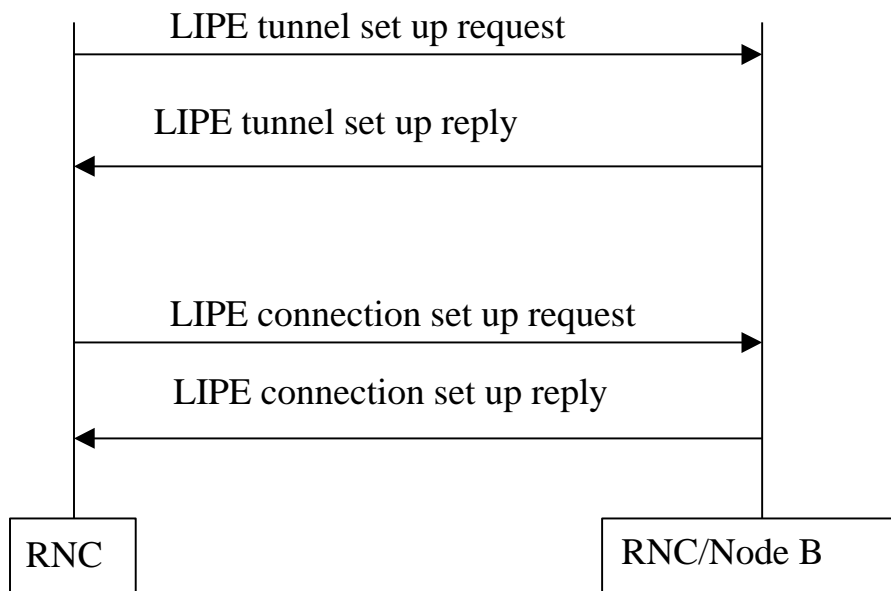 LIPE tunnel set up request
LIPE tunnel set up reply
LIPE connection set up request
LIPE connection set up reply
RNC
RNC/Node B